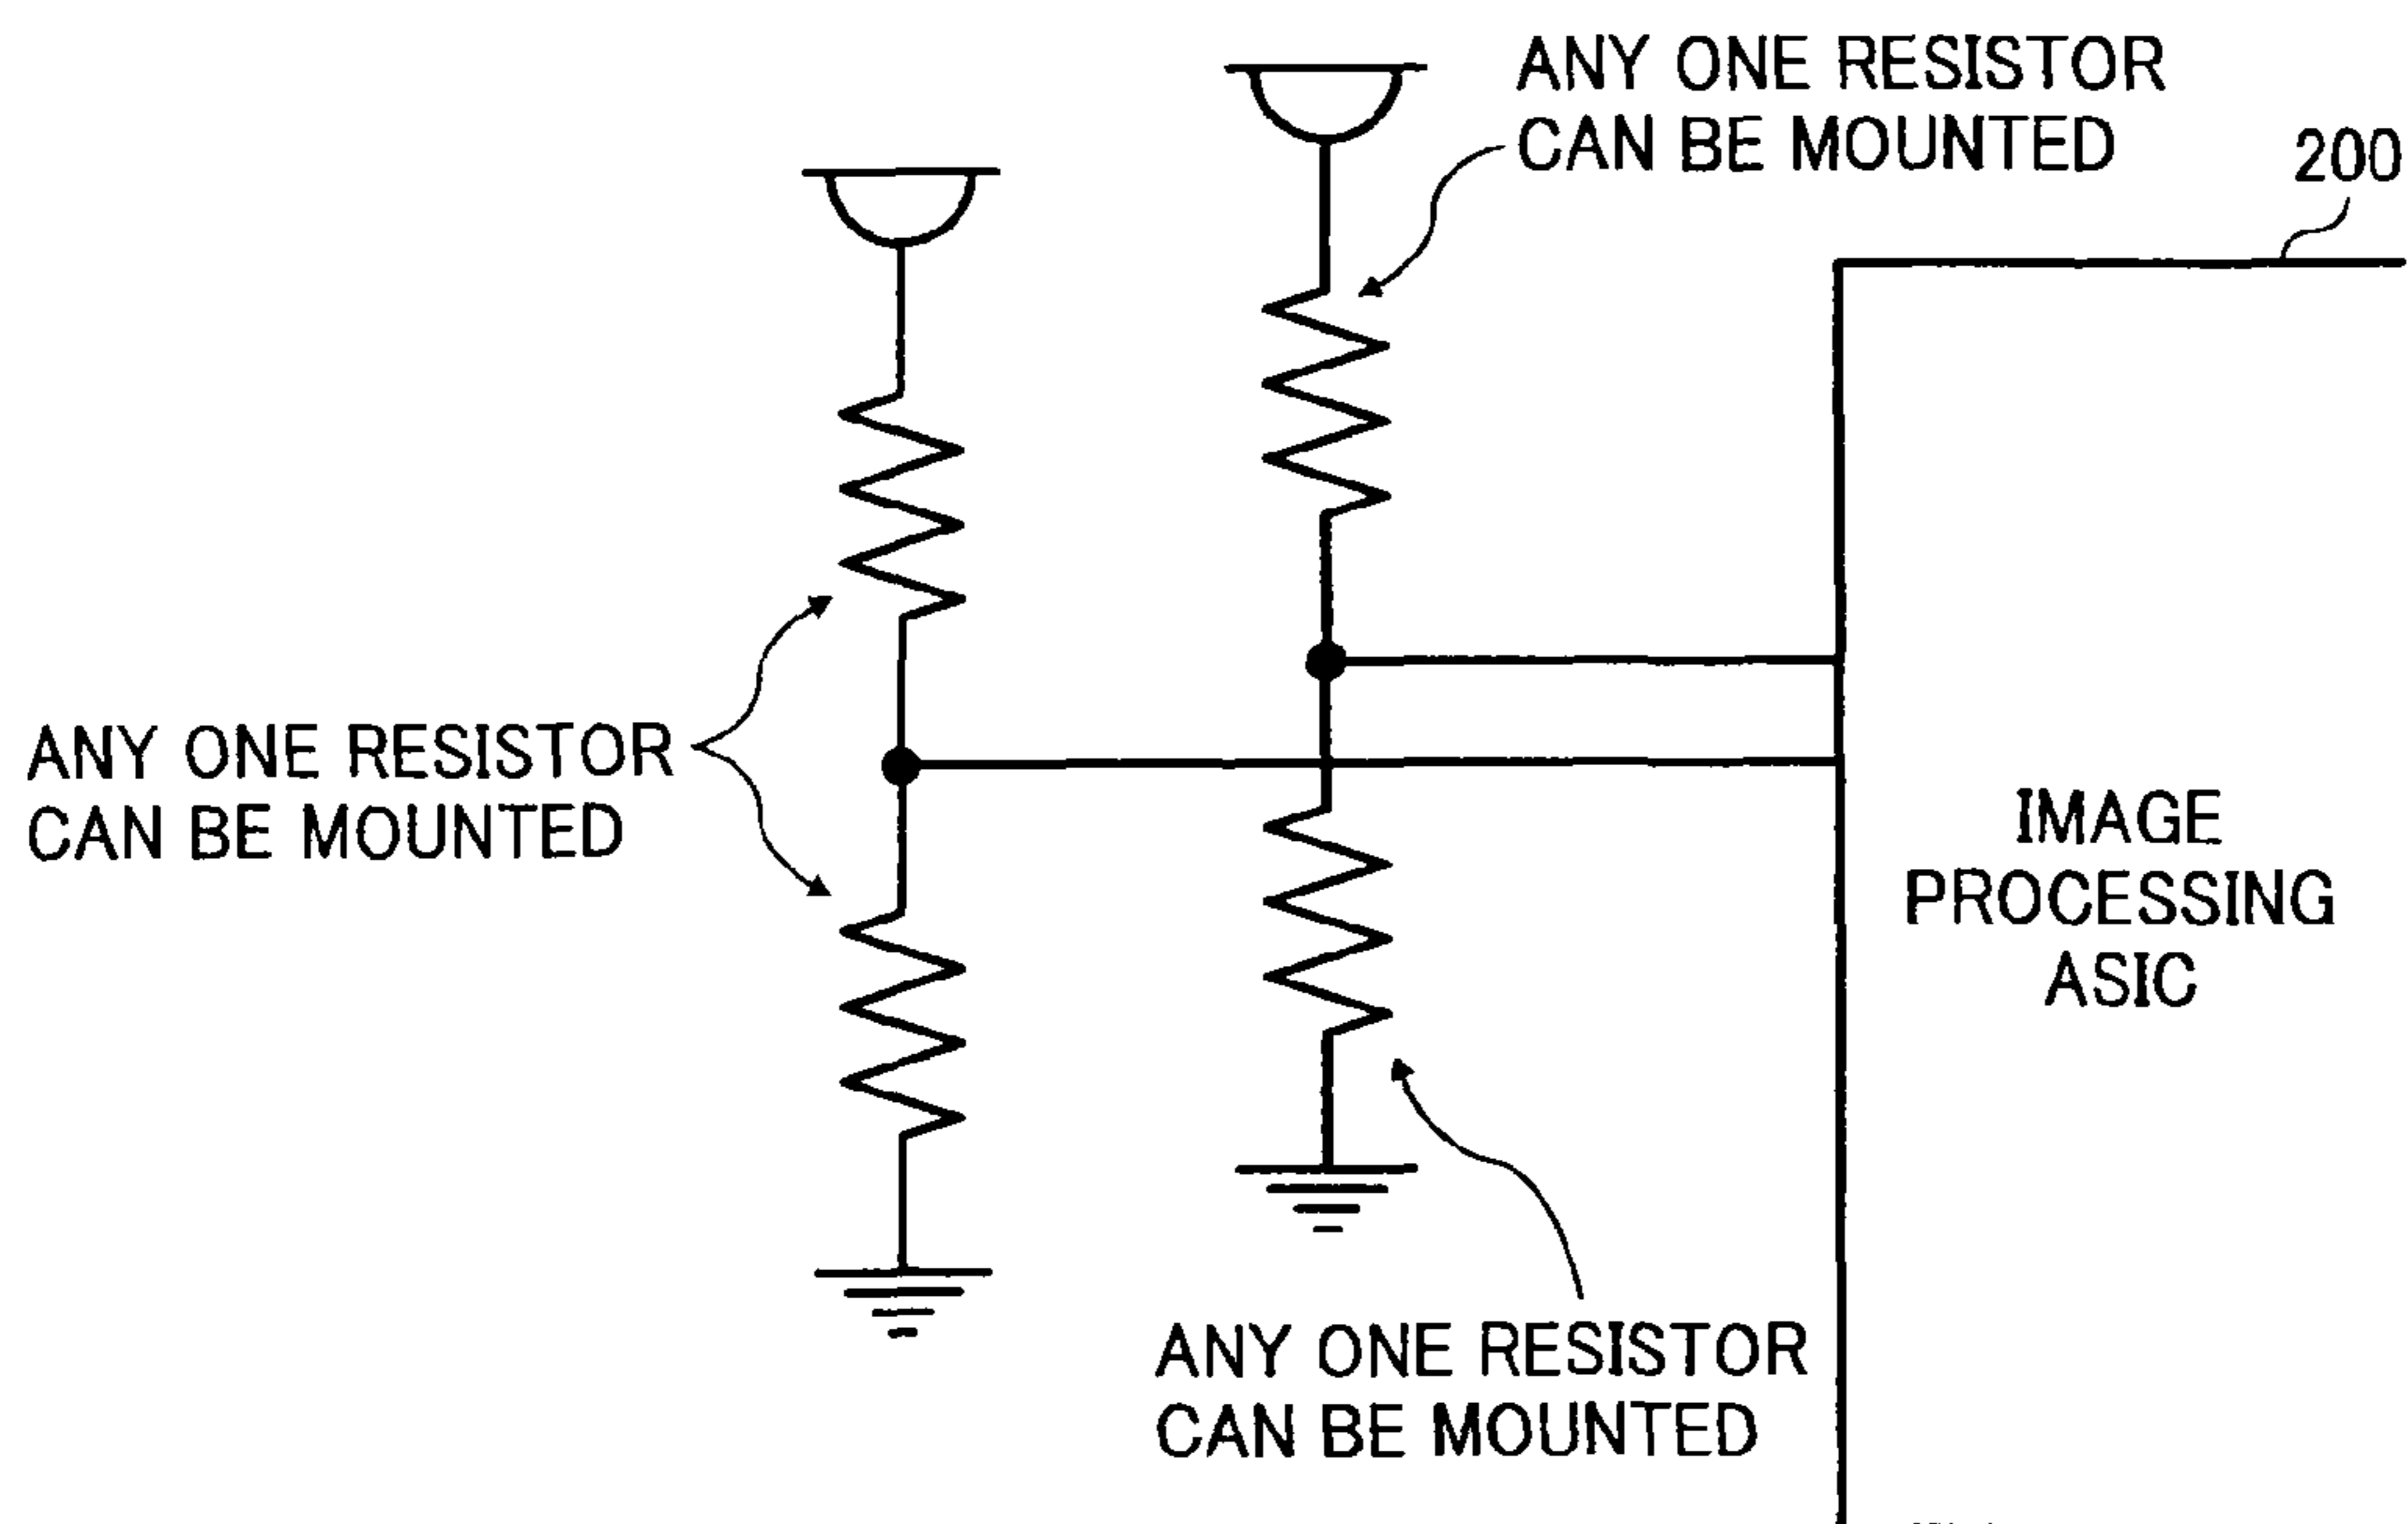 ANY ONE RESISTOR
CAN BE MOUNTED
200
ANY ONE RESISTOR
CAN BE MOUNTED
IMAGE
PROCESSING
ASIC
ANY ONE RESISTOR
CAN BE MOUNTED